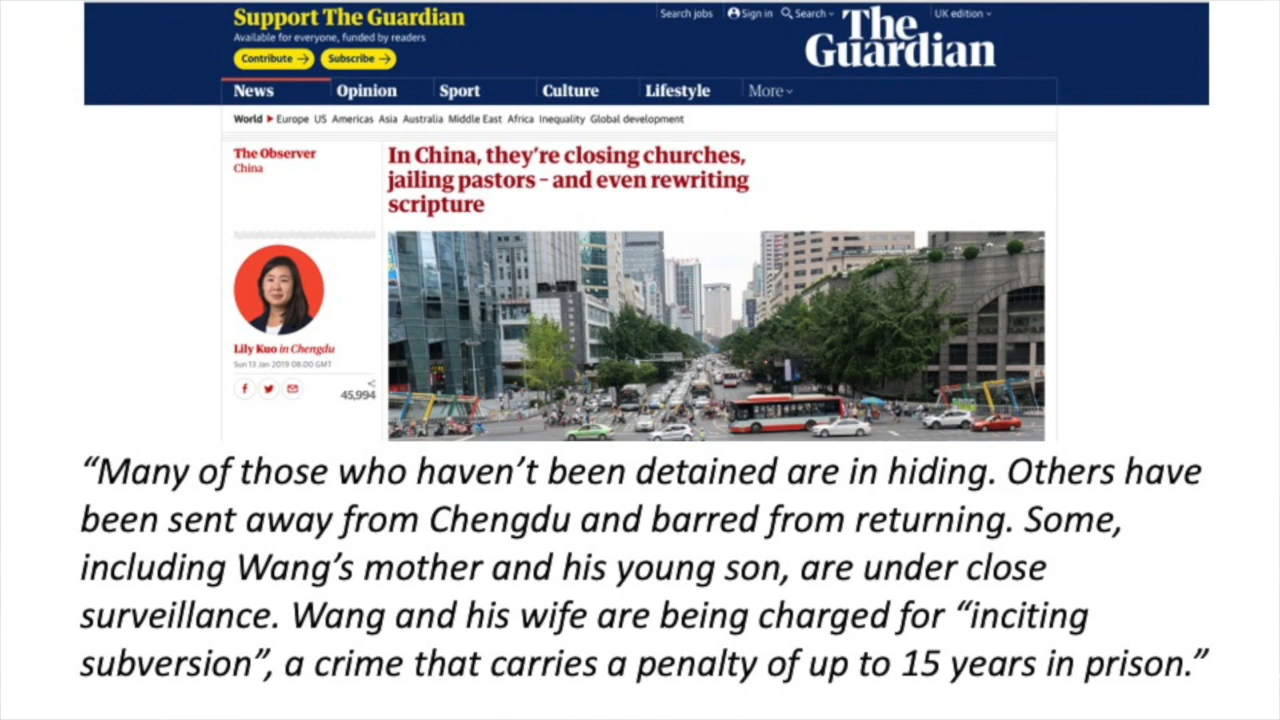 Support The Guardian
Available for everyone, funded by readers
Contribute →
Subscribe →
Search jobs
Sign in
Search
UK edition
The
Guardian
News
Opinion
Sport
Culture
Lifestyle
More
World Europe US Americas Asia Australia Middle East Africa Inequality Global development
The Observer
China
In China, they're closing churches,
jailing pastors – and even rewriting
scripture
Lily Kuo in Chengdu
Sun 13 Jan 2019 08.00 GMT
45,994
“Many of those who haven’t been detained are in hiding. Others have
been sent away from Chengdu and barred from returning. Some,
including Wang’s mother and his young son, are under close
surveillance. Wang and his wife are being charged for “inciting
subversion”, a crime that carries a penalty of up to 15 years in prison.”